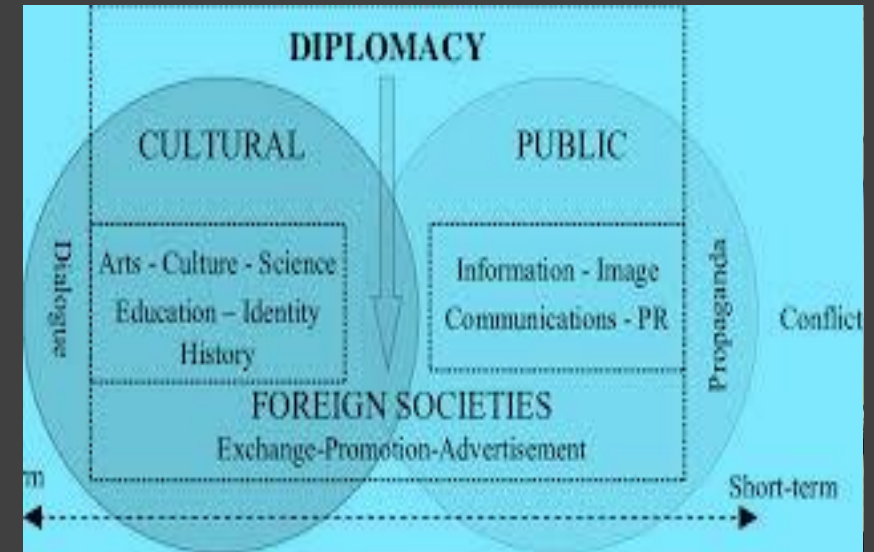 DIPLOMACY
CULTURAL
PUBLIC
Dialogue
Arts - Culture - Science
Education – Identity
History
Information - Image
Communications - PR
Propaganda
Conflict
FOREIGN SOCIETIES
Exchange-Promotion-Advertisement
Short-term